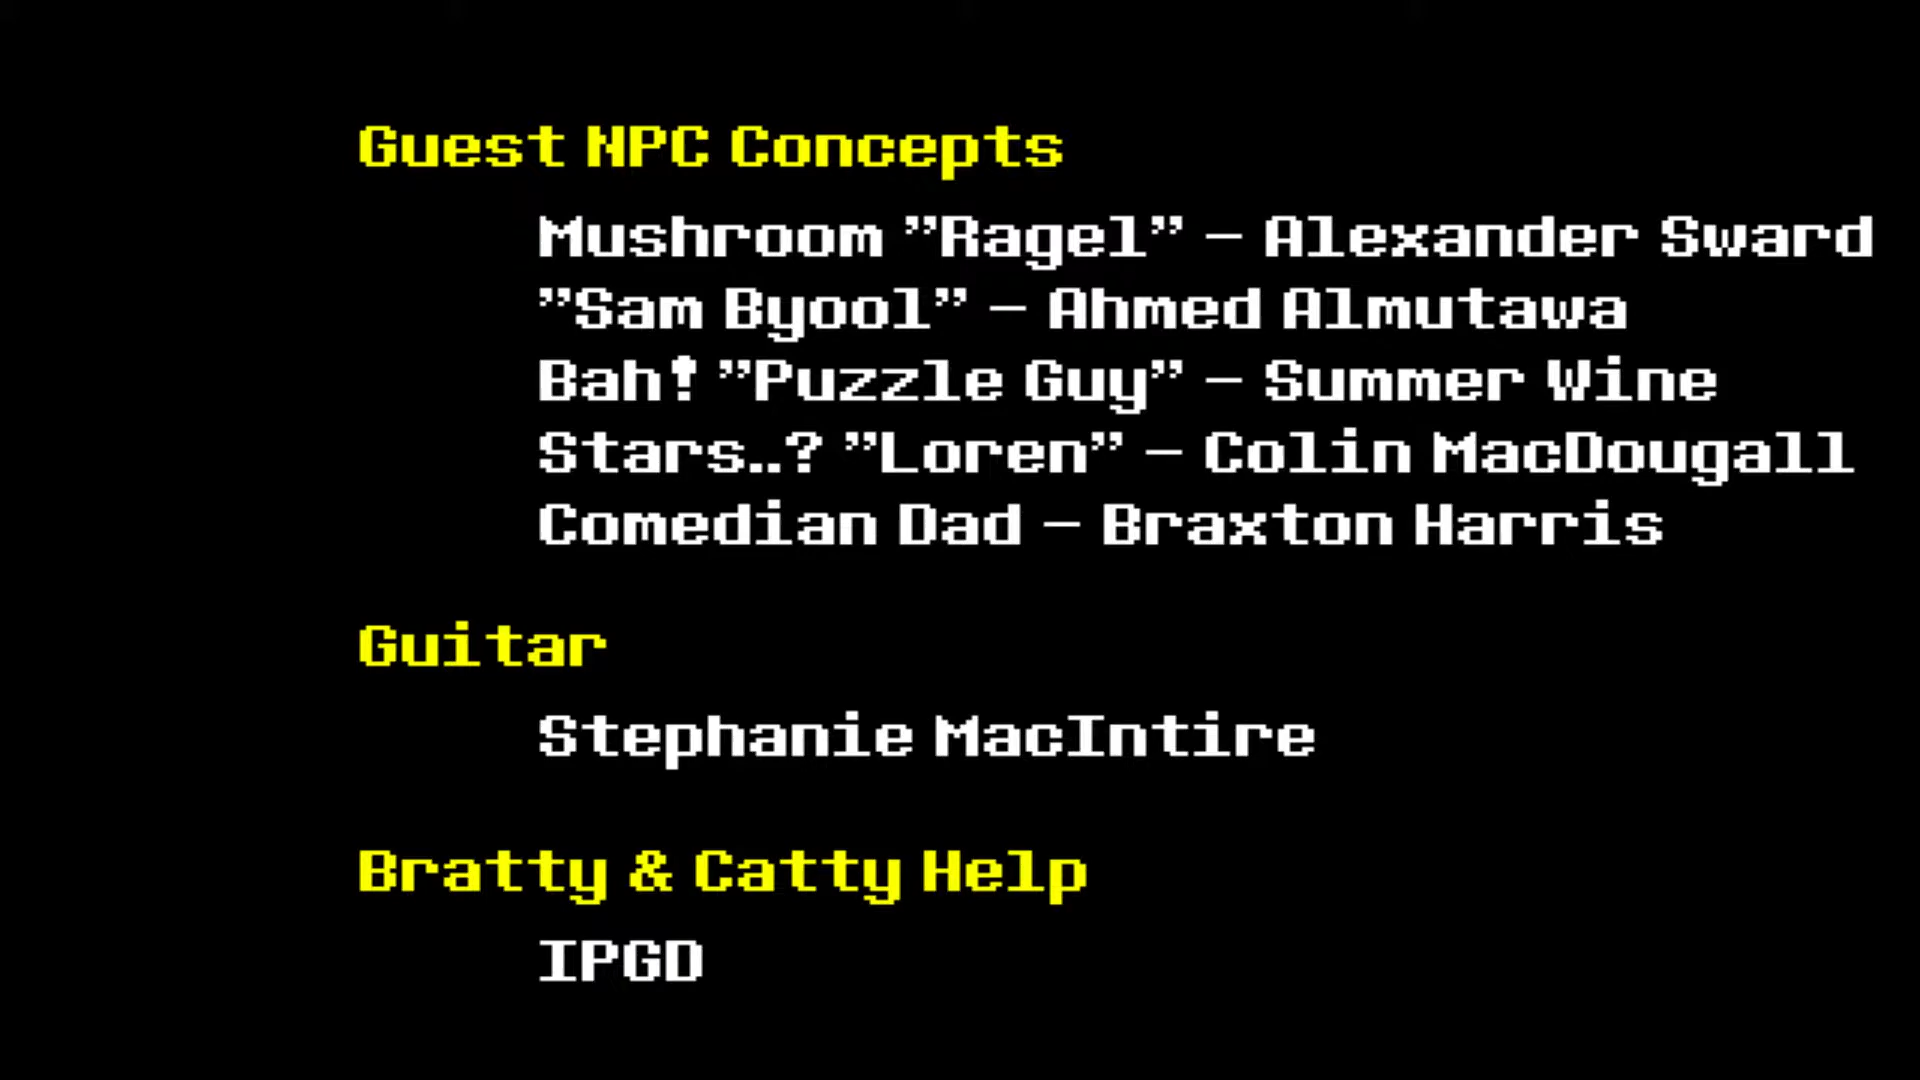 Guest NPC Concepts
Mushroom ”Ragel” – Alexander Sward
”Sam Byool” – Ahmed Almutawa
Bah! ”Puzzle Guy” – Summer Wine
Stars..? ”Loren” – Colin MacDougall
Comedian Dad – Braxton Harris
Guitar
Stephanie MacIntire
Bratty & Catty Help
IPGD